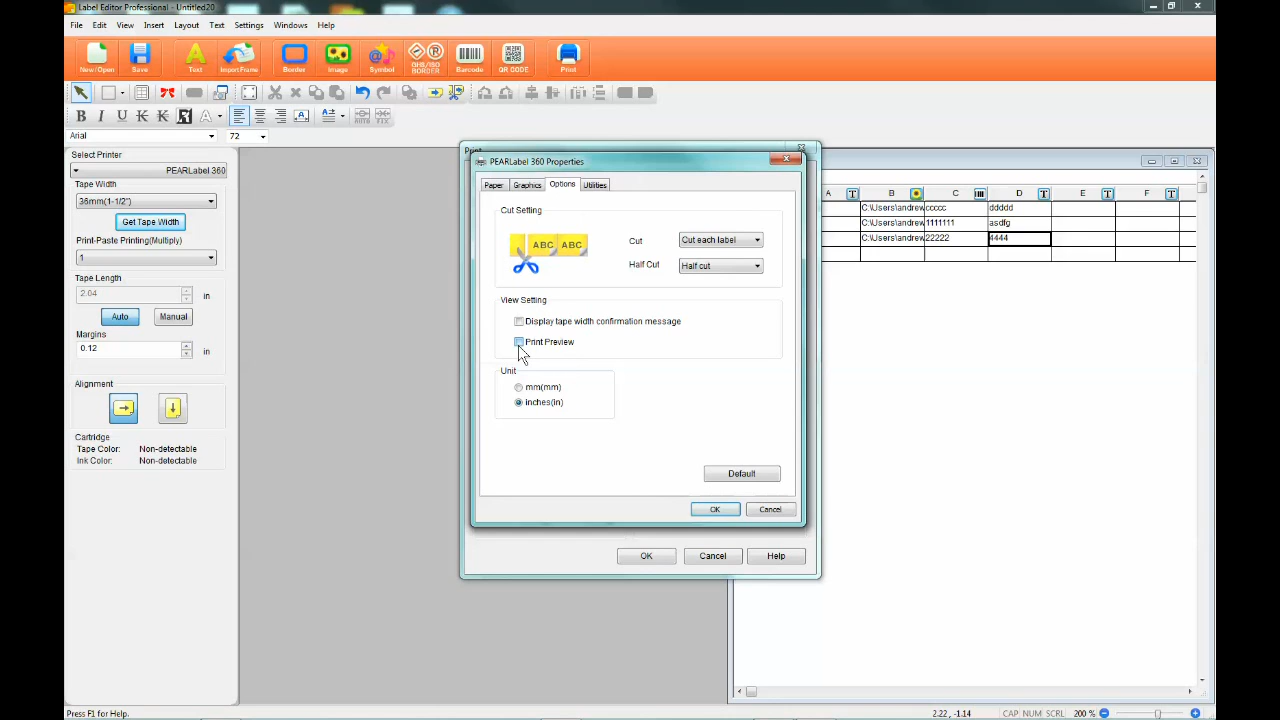 Label Editor Professional - Untitled20
File Edit View Insert Layout Text Settings Windows Help
New/Open Save Text Import Frame Border Image Symbol GHS/ISO BORDER Barcode QR CODE Print
Arial 72
Select Printer
PEARLabel 360
Tape Width
36mm(1-1/2")
Get Tape Width
Print-Paste Printing(Multiply)
1
Tape Length
2.04 in
Auto Manual
Margins
0.12 in
Alignment
Cartridge
Tape Color: Non-detectable
Ink Color: Non-detectable
Print
PEARLabel 360 Properties
Paper Graphics Options Utilities
Cut Setting
ABC ABC
Cut Cut each label
Half Cut Half cut
View Setting
Display tape width confirmation message
Print Preview
Unit
mm(mm)
inches(in)
Default
OK Cancel
OK Cancel Help
A B C D E F
C:\Users\andrew ccccc ddddd
C:\Users\andrew 1111111 asdfg
C:\Users\andrew 22222 4444
Press F1 for Help.
2.22 , -1.14 CAP NUM SCRL 200 %